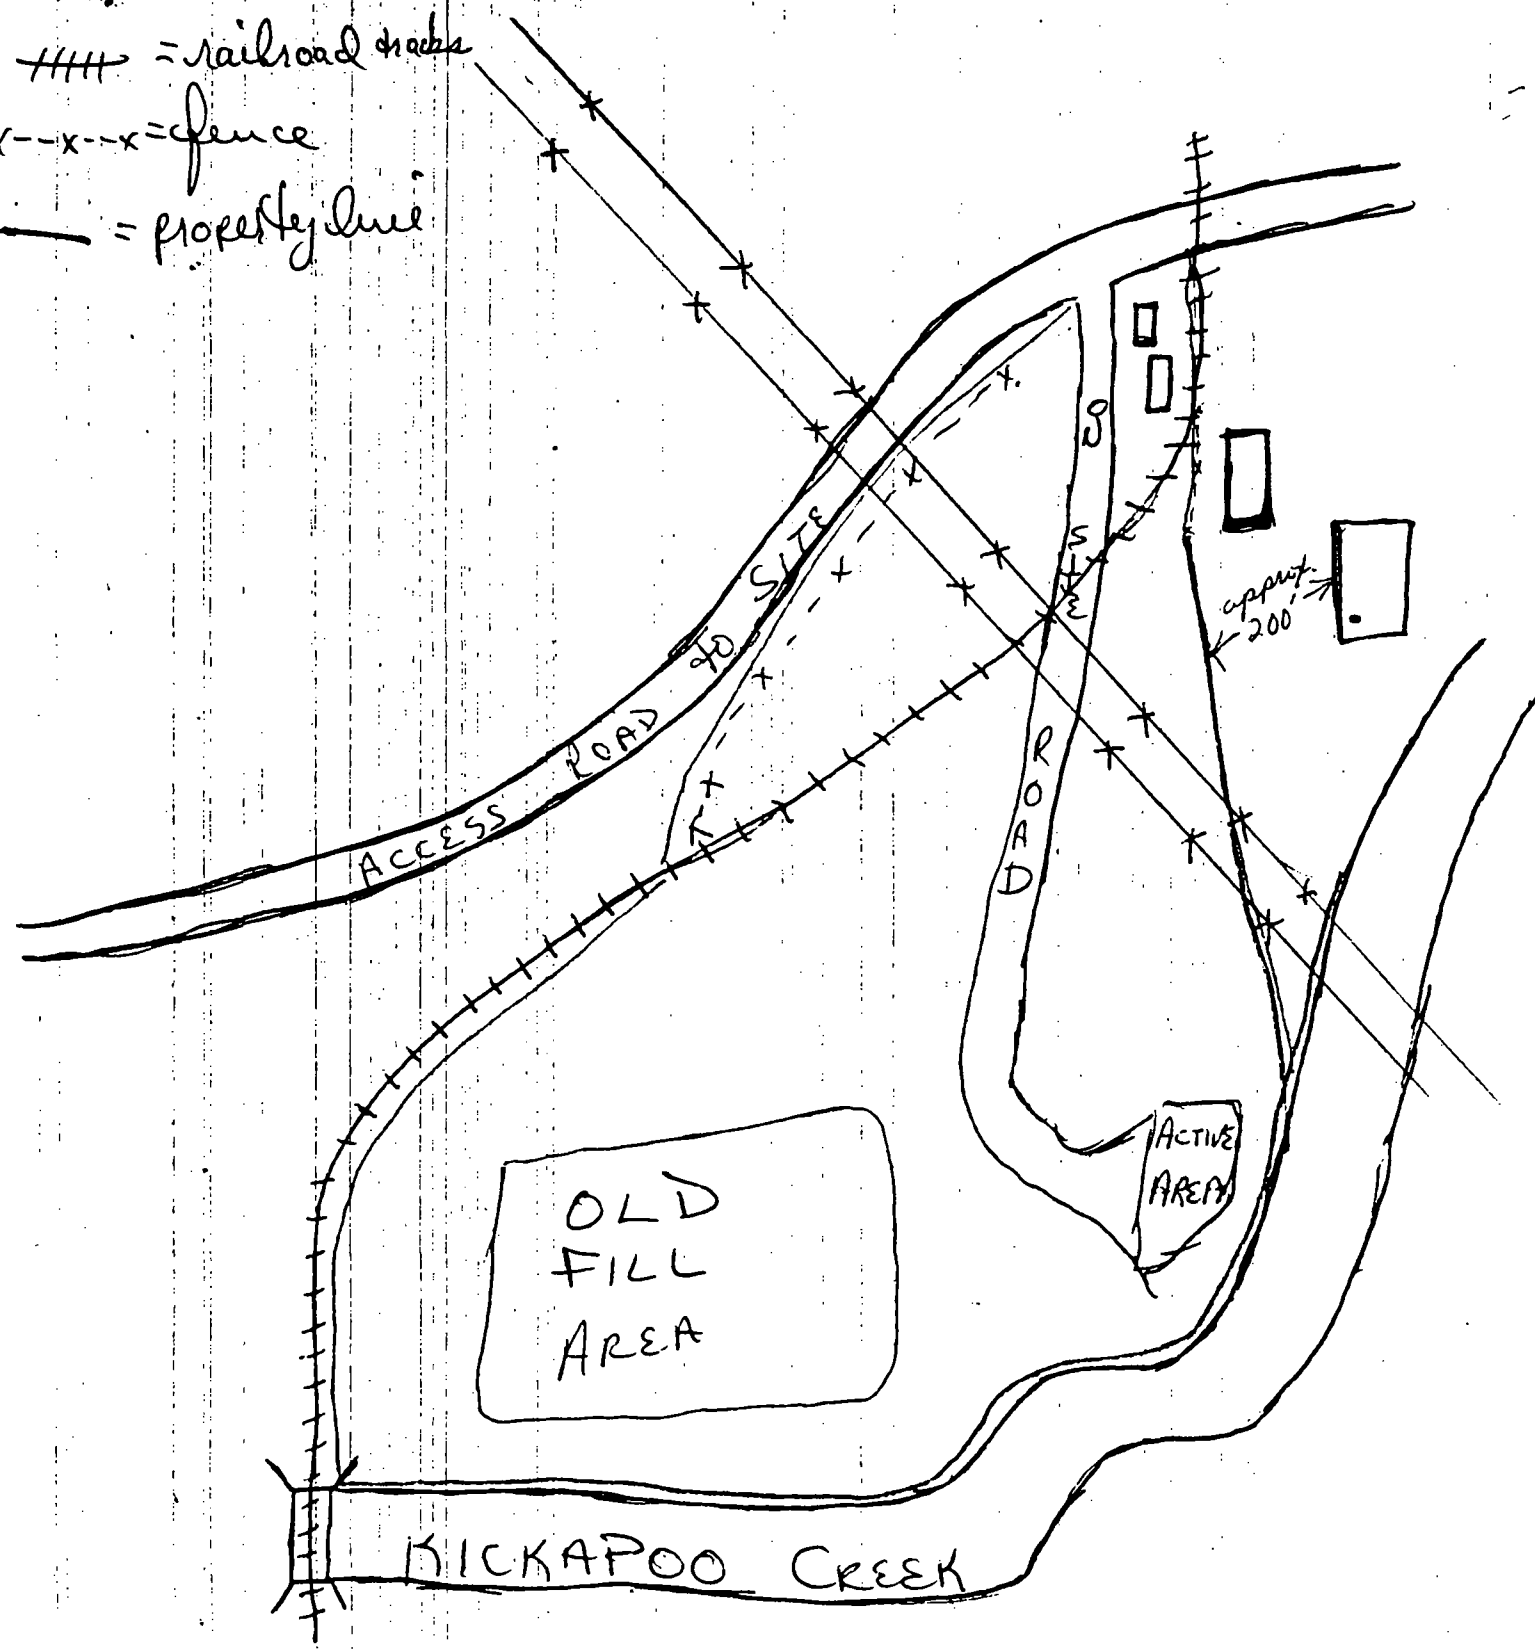 = railroad tracks
x--x--x = fence
= property line
ACCESS ROAD to SITE
SITE
ROAD
approx.
200'
ACTIVE
AREA
OLD
FILL
AREA
KICKAPOO CREEK